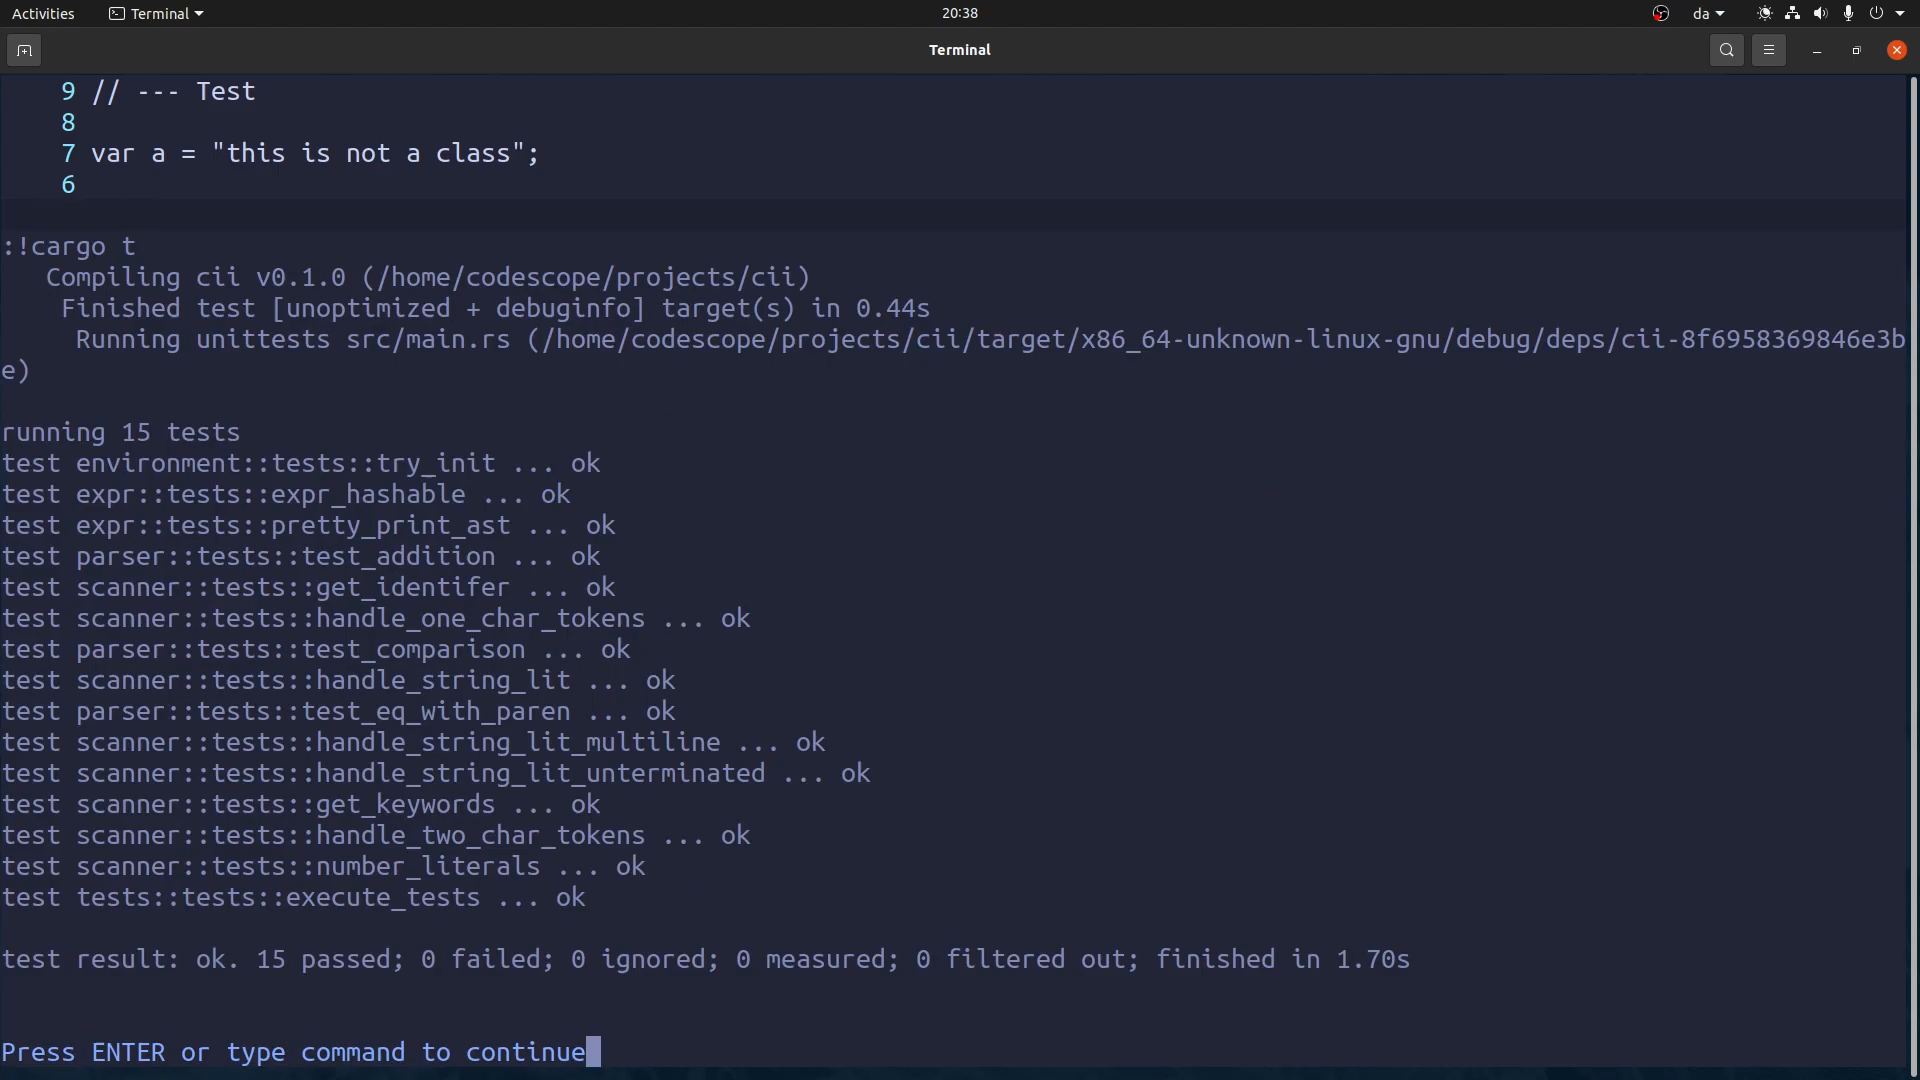 Activities
Terminal
20:38
da
Terminal
9 // --- Test
8
7 var a = "this is not a class";
6
:!cargo t
   Compiling cii v0.1.0 (/home/codescope/projects/cii)
    Finished test [unoptimized + debuginfo] target(s) in 0.44s
     Running unittests src/main.rs (/home/codescope/projects/cii/target/x86_64-unknown-linux-gnu/debug/deps/cii-8f6958369846e3b
e)
running 15 tests
test environment::tests::try_init ... ok
test expr::tests::expr_hashable ... ok
test expr::tests::pretty_print_ast ... ok
test parser::tests::test_addition ... ok
test scanner::tests::get_identifer ... ok
test scanner::tests::handle_one_char_tokens ... ok
test parser::tests::test_comparison ... ok
test scanner::tests::handle_string_lit ... ok
test parser::tests::test_eq_with_paren ... ok
test scanner::tests::handle_string_lit_multiline ... ok
test scanner::tests::handle_string_lit_unterminated ... ok
test scanner::tests::get_keywords ... ok
test scanner::tests::handle_two_char_tokens ... ok
test scanner::tests::number_literals ... ok
test tests::tests::execute_tests ... ok
test result: ok. 15 passed; 0 failed; 0 ignored; 0 measured; 0 filtered out; finished in 1.70s
Press ENTER or type command to continue